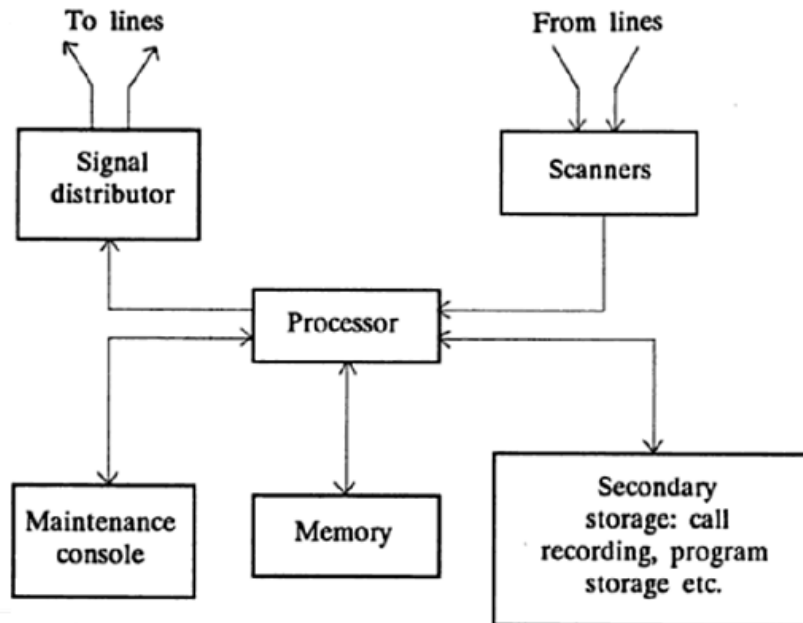 To lines
From lines
Signal
distributor
Scanners
Processor
Maintenance
console
Memory
Secondary
storage: call
recording, program
storage etc.